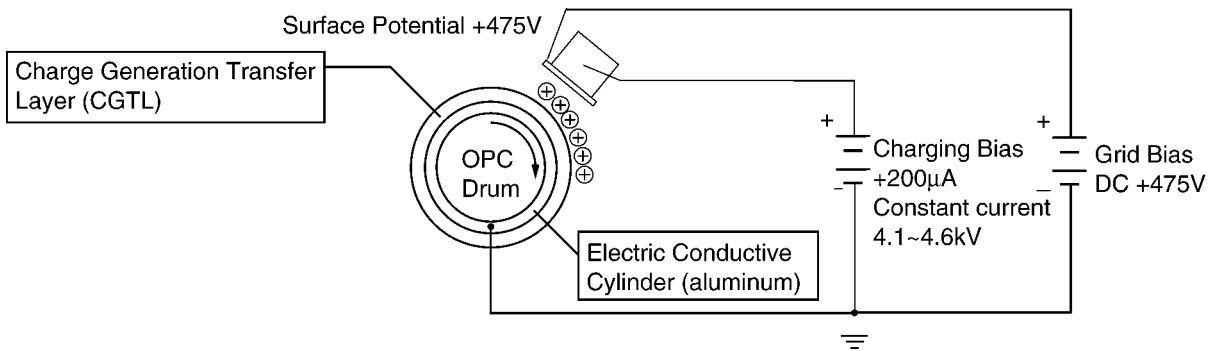 Surface Potential +475V
Charge Generation Transfer
Layer (CGTL)
OPC
Drum
Electric Conductive
Cylinder (aluminum)
+
−
Charging Bias
+200µA
Constant current
4.1~4.6kV
+
−
Grid Bias
DC +475V